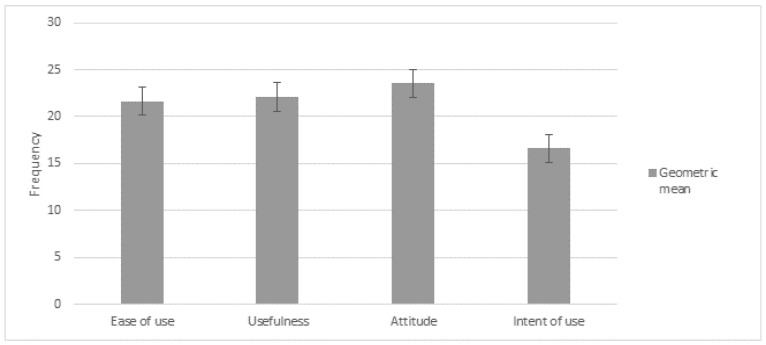 30
25
20
15
10
5
0
Frequency
Ease of use
Usefulness
Attitude
Intent of use
Geometric
mean